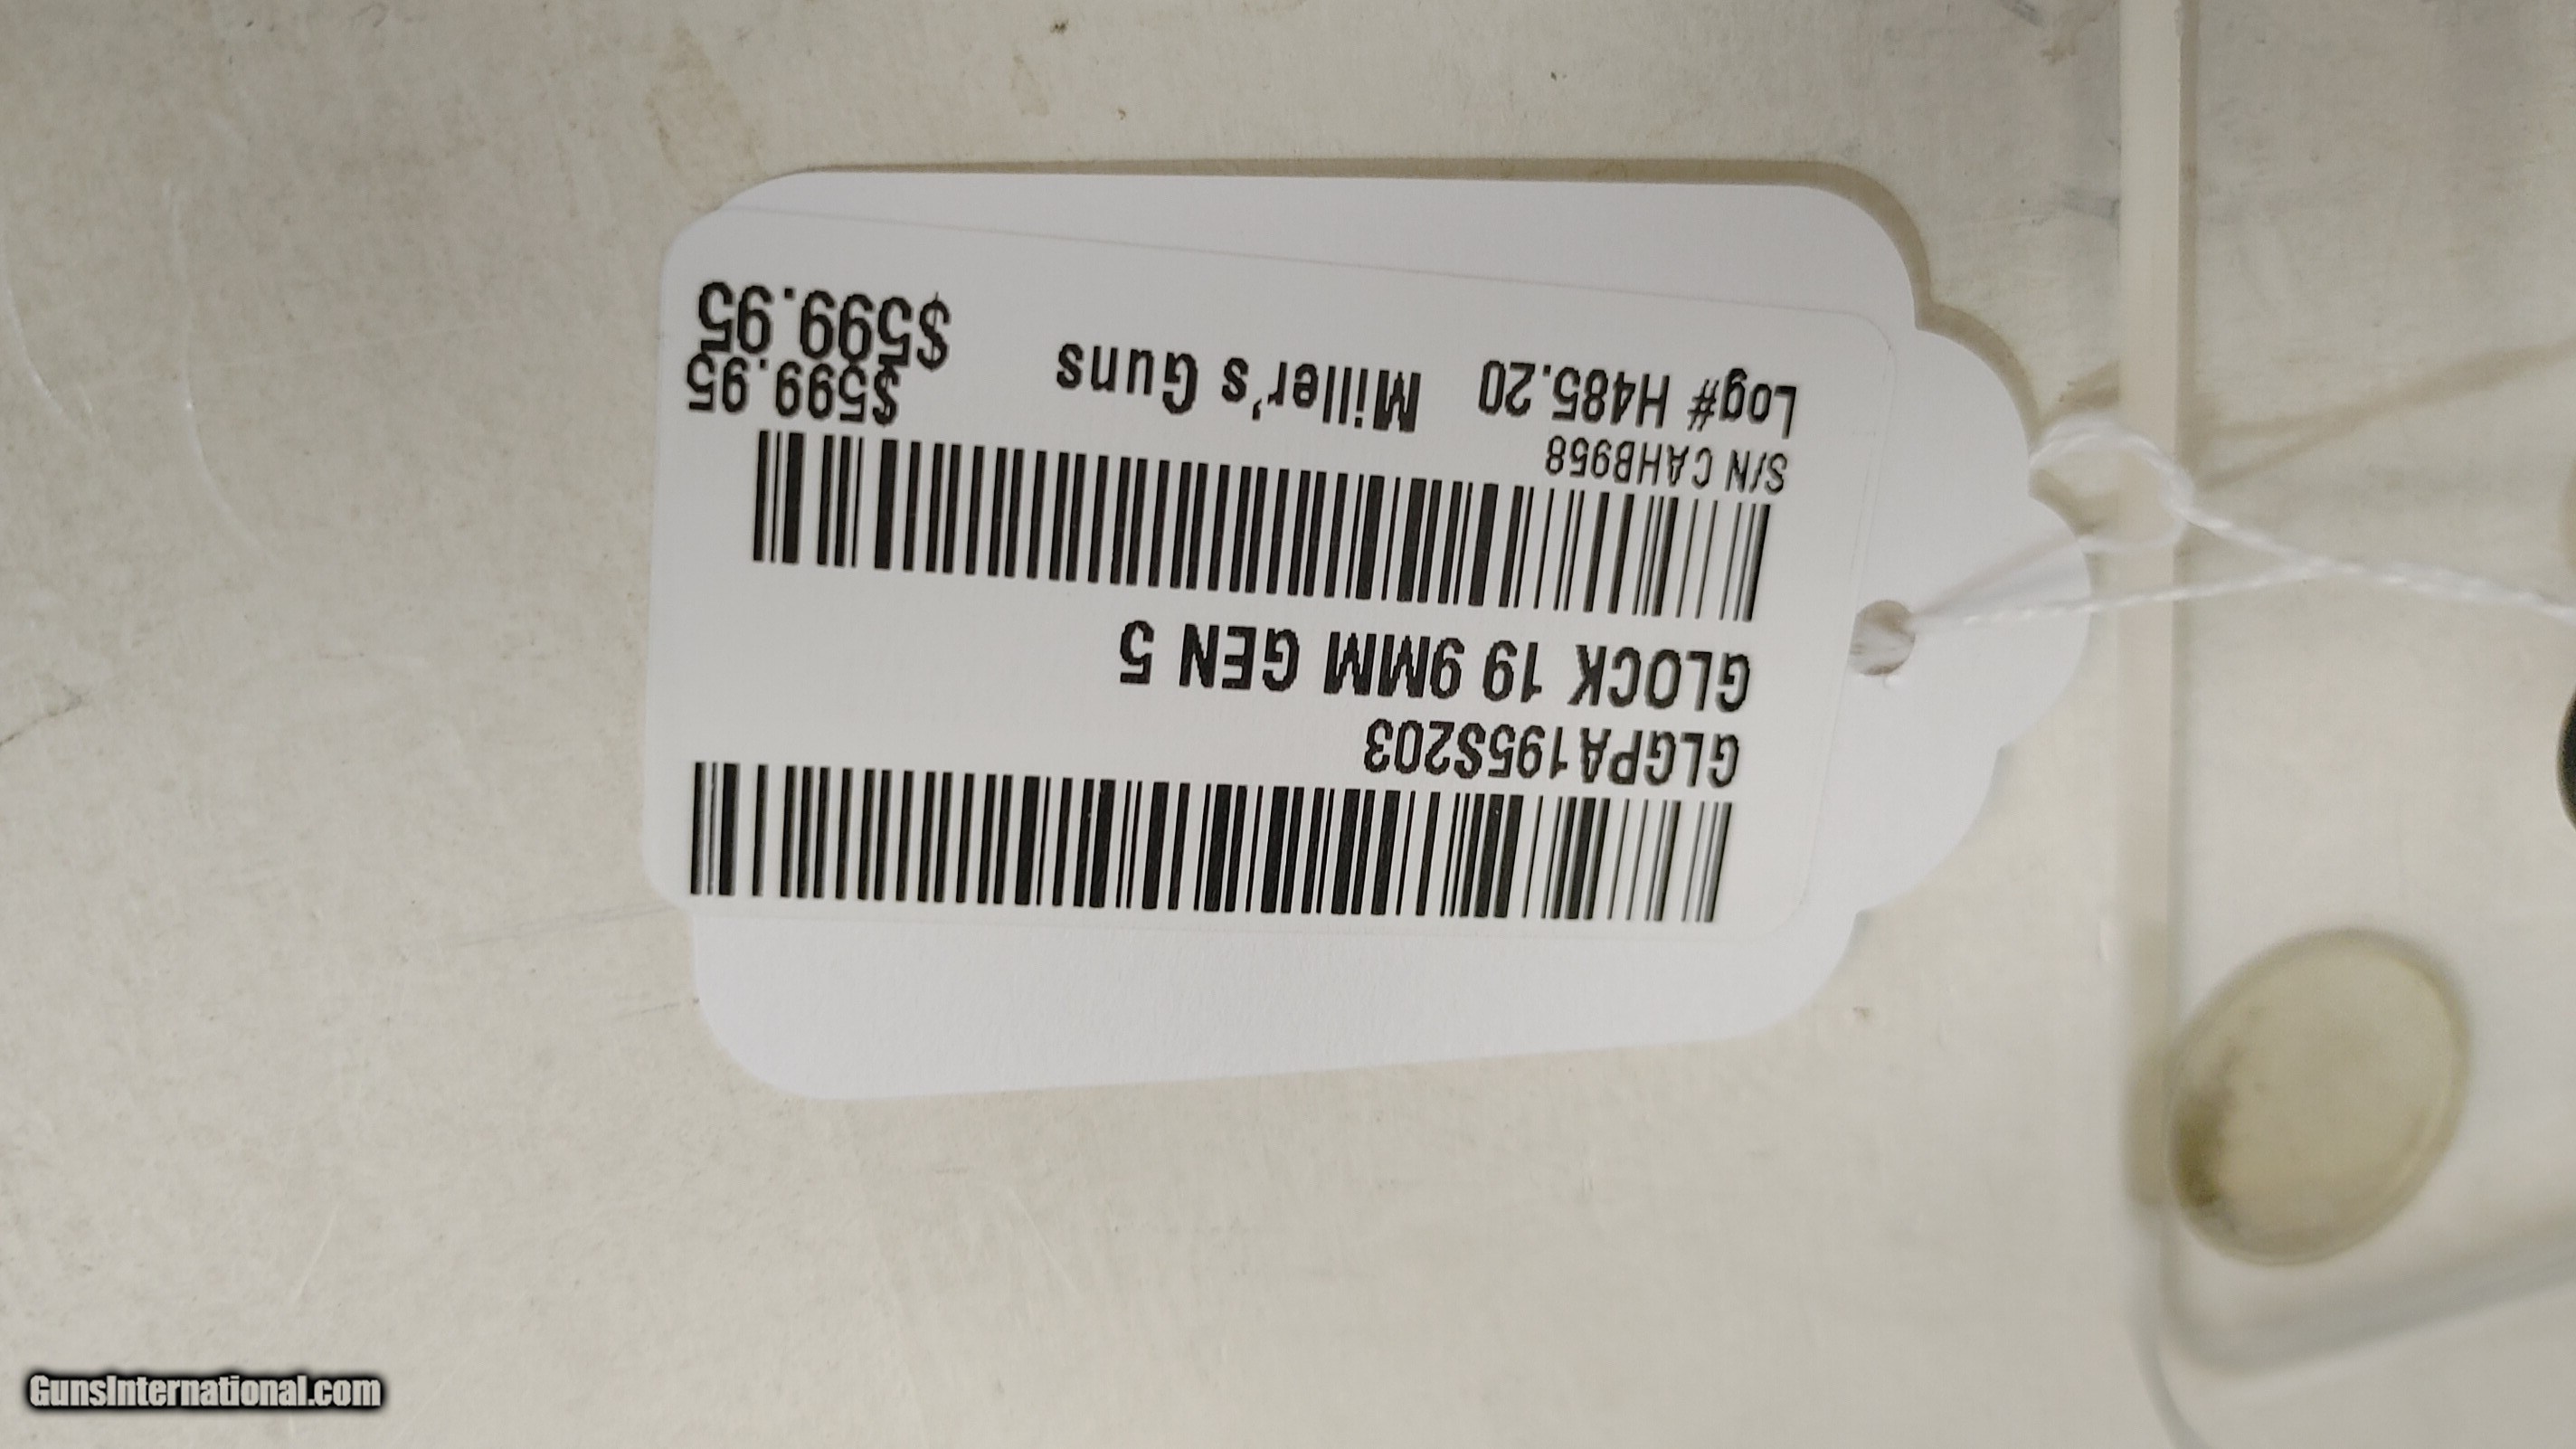 GLGPA195S203
GLOCK 19 9MM GEN 5
S/N CAHB958
Log# H485.20 Miller's Guns $599.95
$599.95
GunsInternational.com